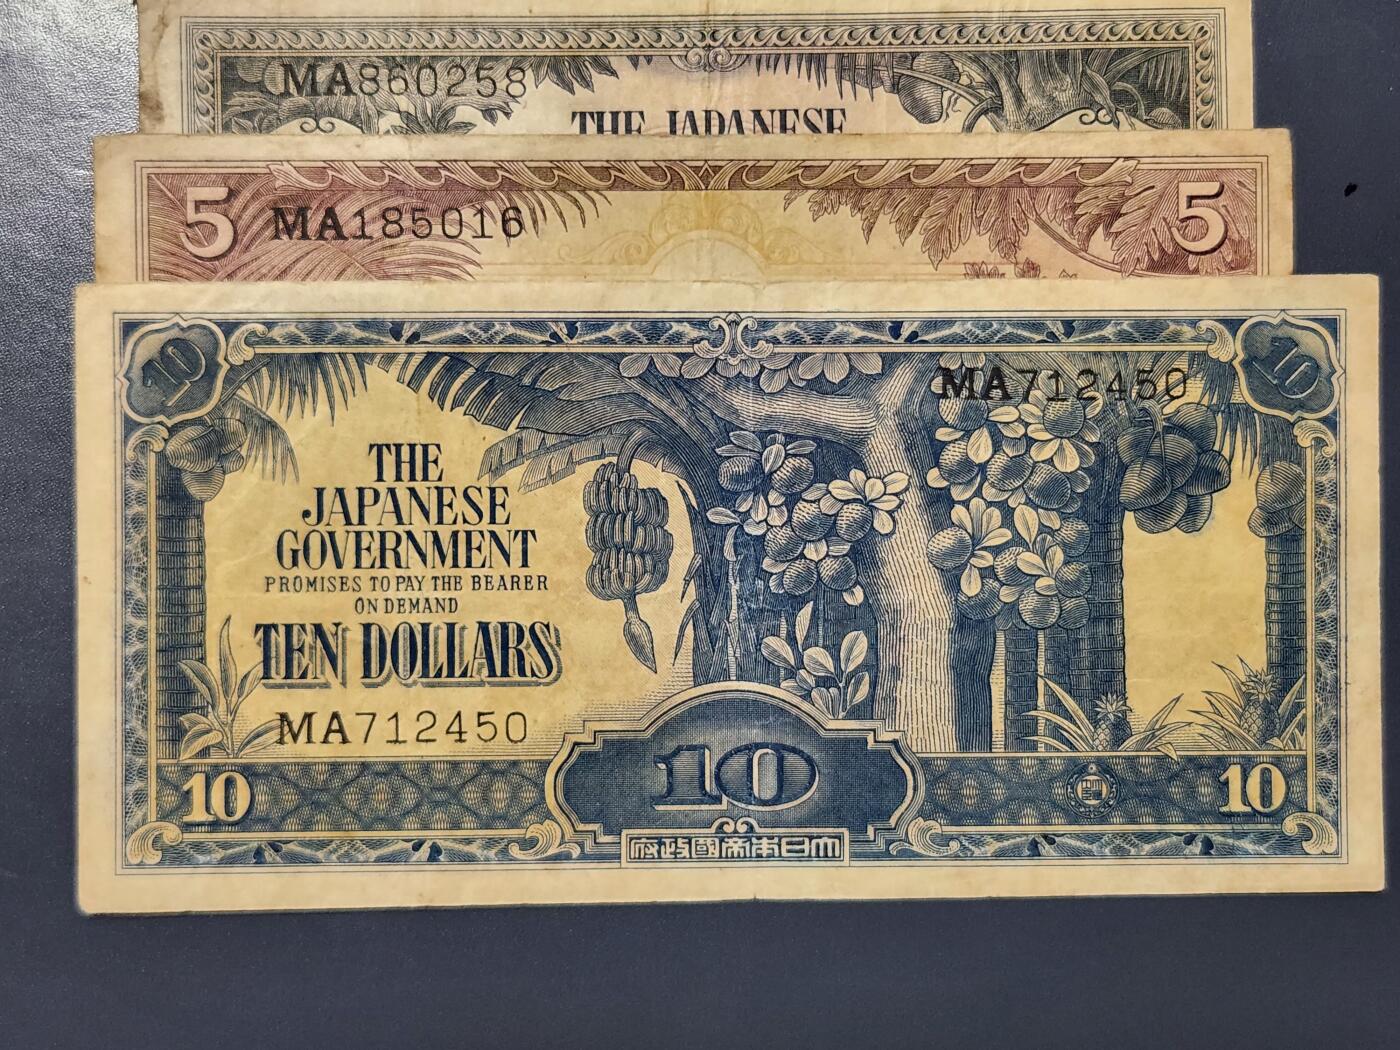 MA860258
THE JAPANESE
5
MA185016
5
10
10
MA712450
THE
JAPANESE
GOVERNMENT
PROMISES TO PAY THE BEARER
ON DEMAND
TEN DOLLARS
MA712450
10
10
10
府政國帝本日大